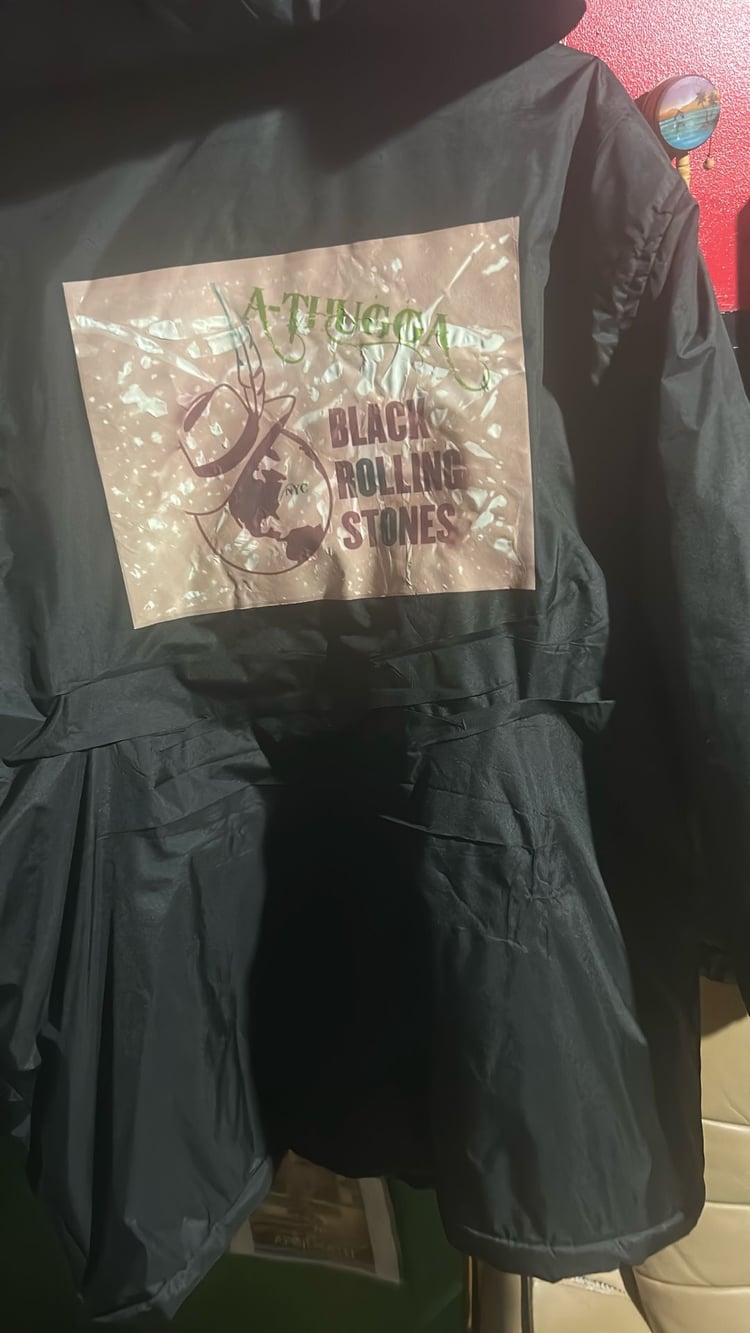 A-THUGGA
BLACK
ROLLING
NYC
STONES